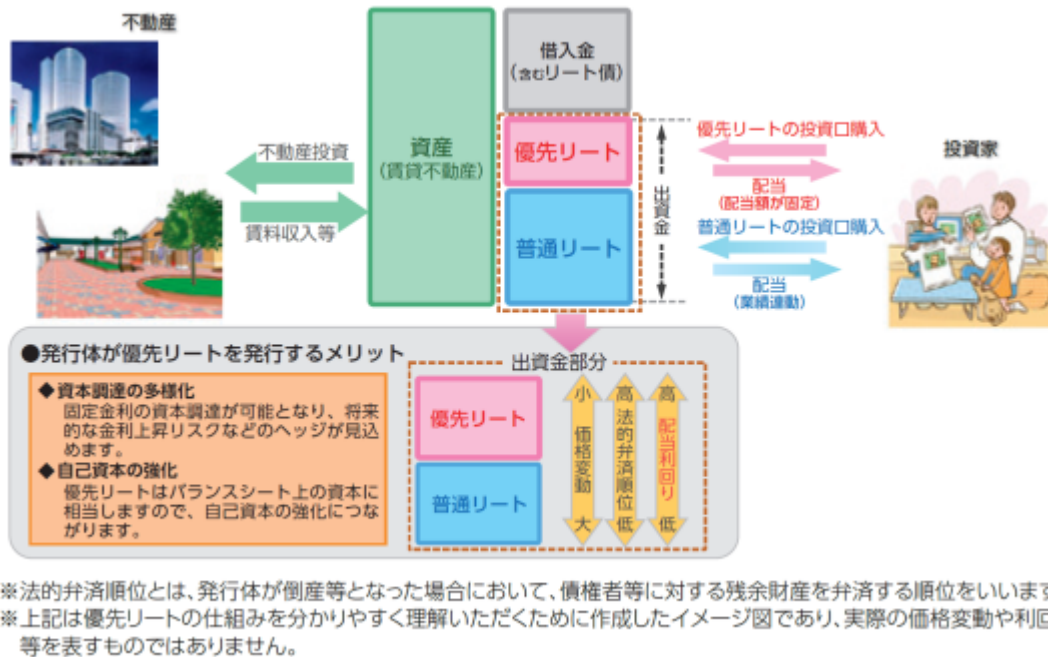 不動産
借入金
(含むリート債)
資産
(賃貸不動産)
優先リート
普通リート
出資金
不動産投資
賃料収入等
優先リートの投資口購入
配当
(配当額が固定)
普通リートの投資口購入
配当
(業績連動)
投資家
●発行体が優先リートを発行するメリット
◆資本調達の多様化
固定金利の資本調達が可能となり、将来
的な金利上昇リスクなどのヘッジが見込
めます。
◆自己資本の強化
優先リートはバランスシート上の資本に
相当しますので、自己資本の強化につな
がります。
出資金部分
優先リート
普通リート
小 価格変動 大
高 法的弁済順位 低
高 配当利回り 低
※法的弁済順位とは、発行体が倒産等となった場合において、債権者等に対する残余財産を弁済する順位をいいます
※上記は優先リートの仕組みを分かりやすく理解いただくために作成したイメージ図であり、実際の価格変動や利回
等を表すものではありません。